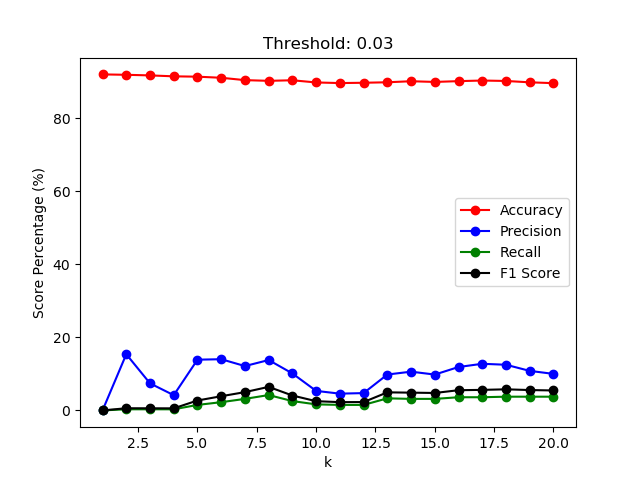 Threshold: 0.03
Score Percentage (%)
80
60
40
20
0
Accuracy
Precision
Recall
F1 Score
2.5 5.0 7.5 10.0 12.5 15.0 17.5 20.0
k